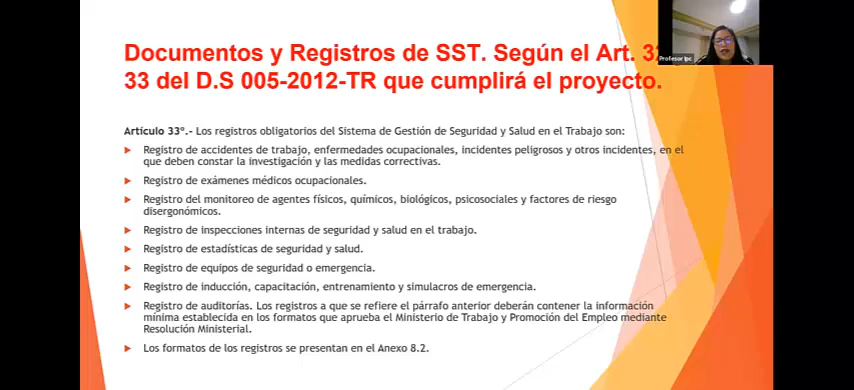 Documentos y Registros de SST. Según el Art.
33 del D.S 005-2012-TR que cumplirá el proyecto.
Profesor ipc
Artículo 33°.- Los registros obligatorios del Sistema de Gestión de Seguridad y Salud en el Trabajo son:
Registro de accidentes de trabajo, enfermedades ocupacionales, incidentes peligrosos y otros incidentes, en el
que deben constar la investigación y las medidas correctivas.
Registro de exámenes médicos ocupacionales.
Registro del monitoreo de agentes físicos, químicos, biológicos, psicosociales y factores de riesgo
disergonómicos.
Registro de inspecciones internas de seguridad y salud en el trabajo.
Registro de estadísticas de seguridad y salud.
Registro de equipos de seguridad o emergencia.
Registro de inducción, capacitación, entrenamiento y simulacros de emergencia.
Registro de auditorías. Los registros a que se refiere el párrafo anterior deberán contener la información
mínima establecida en los formatos que aprueba el Ministerio de Trabajo y Promoción del Empleo mediante
Resolución Ministerial.
Los formatos de los registros se presentan en el Anexo 8.2.